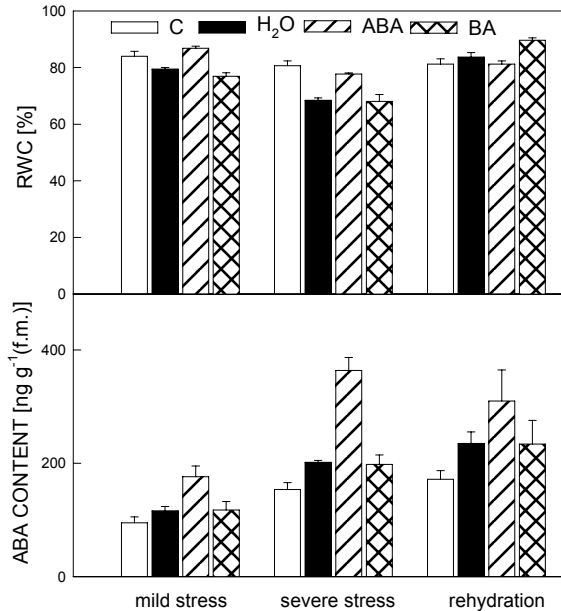 C H₂O ABA BA
100
80
60
40
20
0
RWC [%]
400
200
0
ABA CONTENT [ng g⁻¹(f.m.)]
mild stress severe stress rehydration